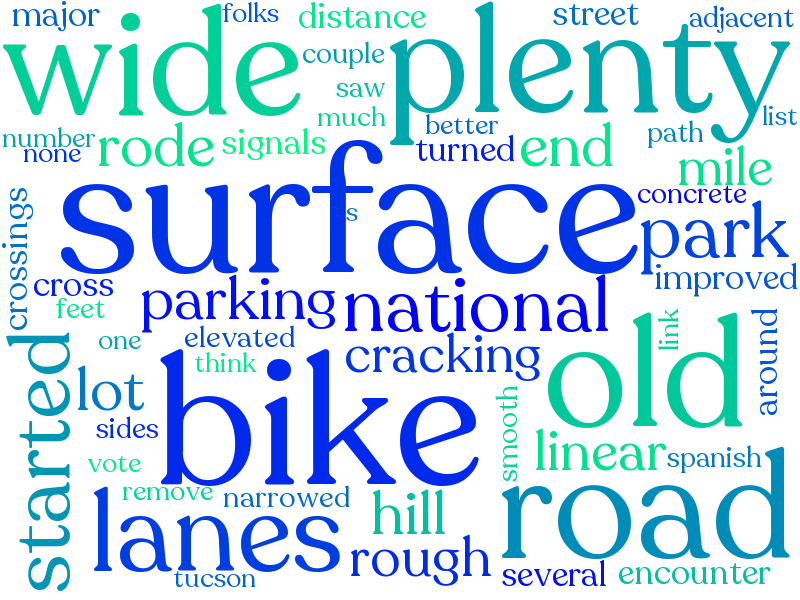 major
folks
distance
street
adjacent
wide
couple
plenty
saw
much
list
number
none
rode
signals
better
turned
end
path
mile
surface
s
concrete
park
crossings
cross
feet
parking
national
improved
one
elevated
think
cracking
old
link
around
started
lot
sides
bike
smooth
linear
spanish
vote
remove
narrowed
hill
road
lanes
rough
tucson
several
encounter